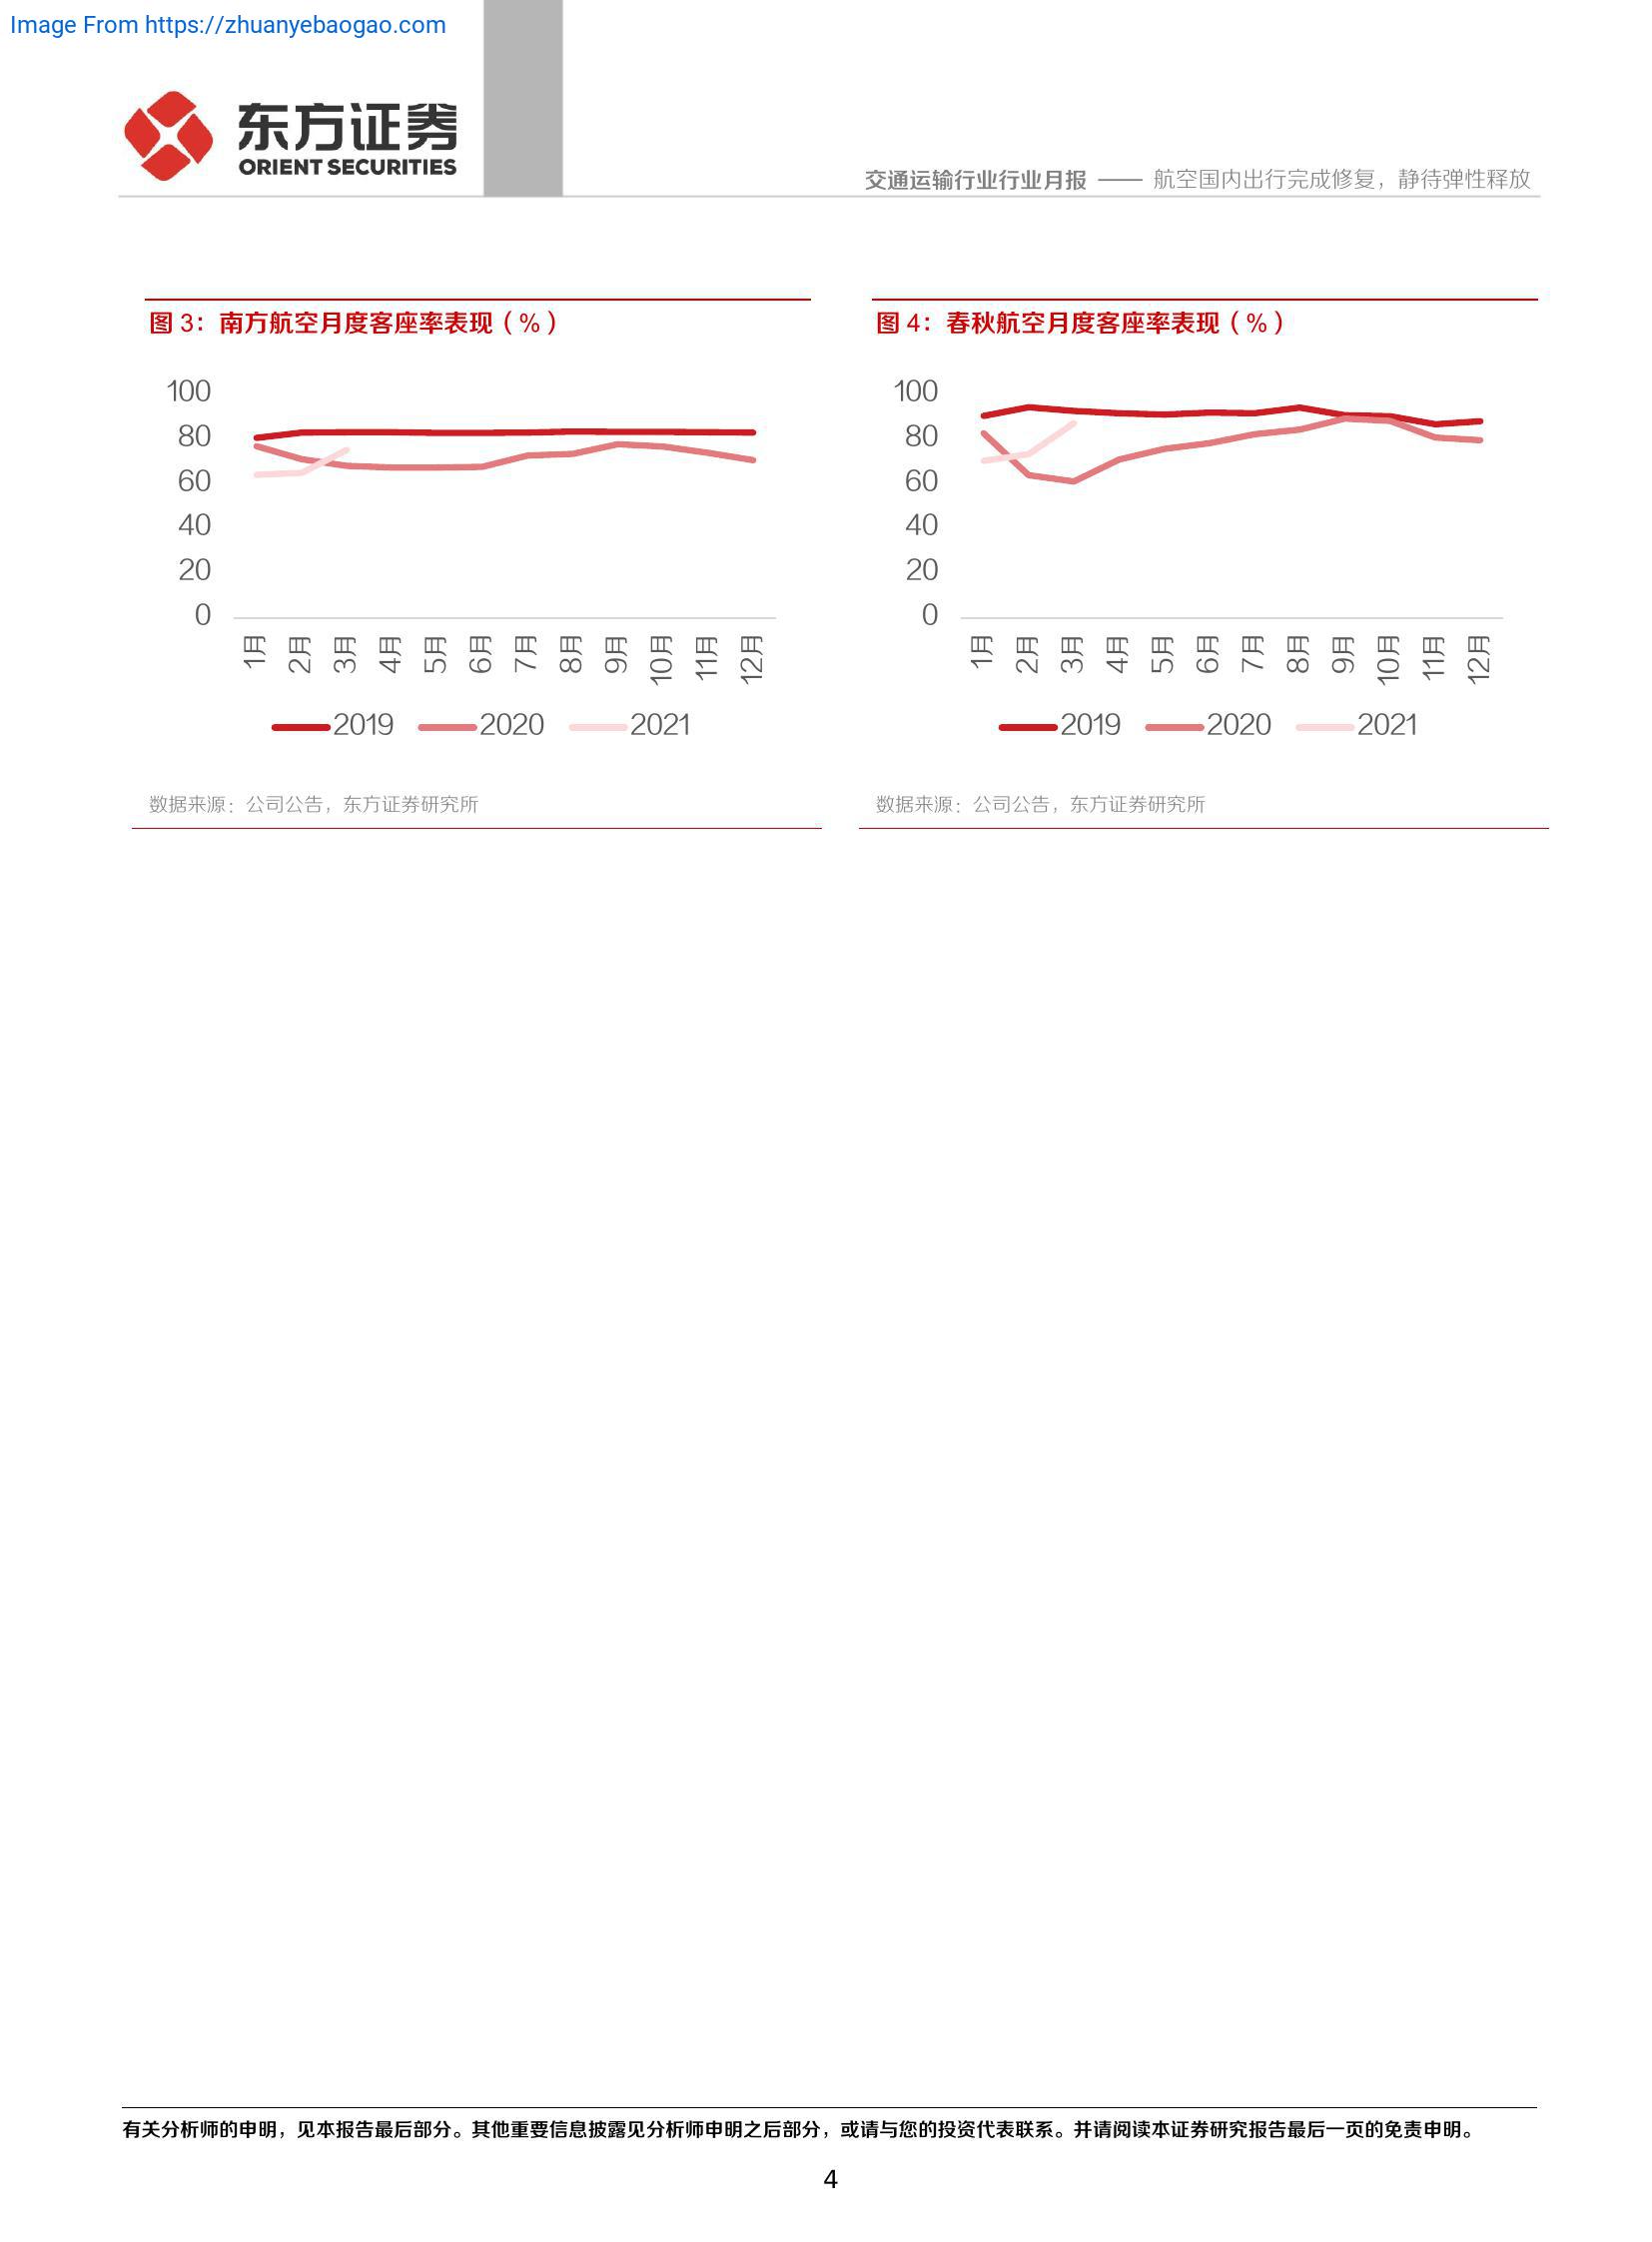 Image From https://zhuanyebaogao.com
东方证券
ORIENT SECURITIES
交通运输行业行业月报 —— 航空国内出行完成修复，静待弹性释放
图 3：南方航空月度客座率表现（%）
100
80
60
40
20
0
1月 2月 3月 4月 5月 6月 7月 8月 9月 10月 11月 12月
2019 2020 2021
数据来源：公司公告，东方证券研究所
图 4：春秋航空月度客座率表现（%）
100
80
60
40
20
0
1月 2月 3月 4月 5月 6月 7月 8月 9月 10月 11月 12月
2019 2020 2021
数据来源：公司公告，东方证券研究所
有关分析师的申明，见本报告最后部分。其他重要信息披露见分析师申明之后部分，或请与您的投资代表联系。并请阅读本证券研究报告最后一页的免责申明。
4